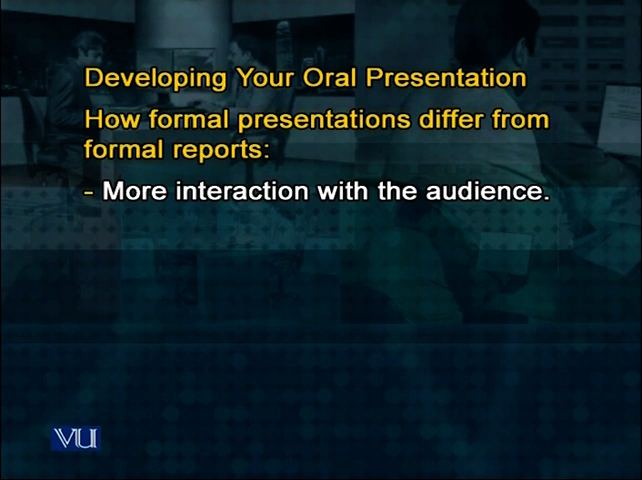 Developing Your Oral Presentation
How formal presentations differ from
formal reports:
- More interaction with the audience.
VU